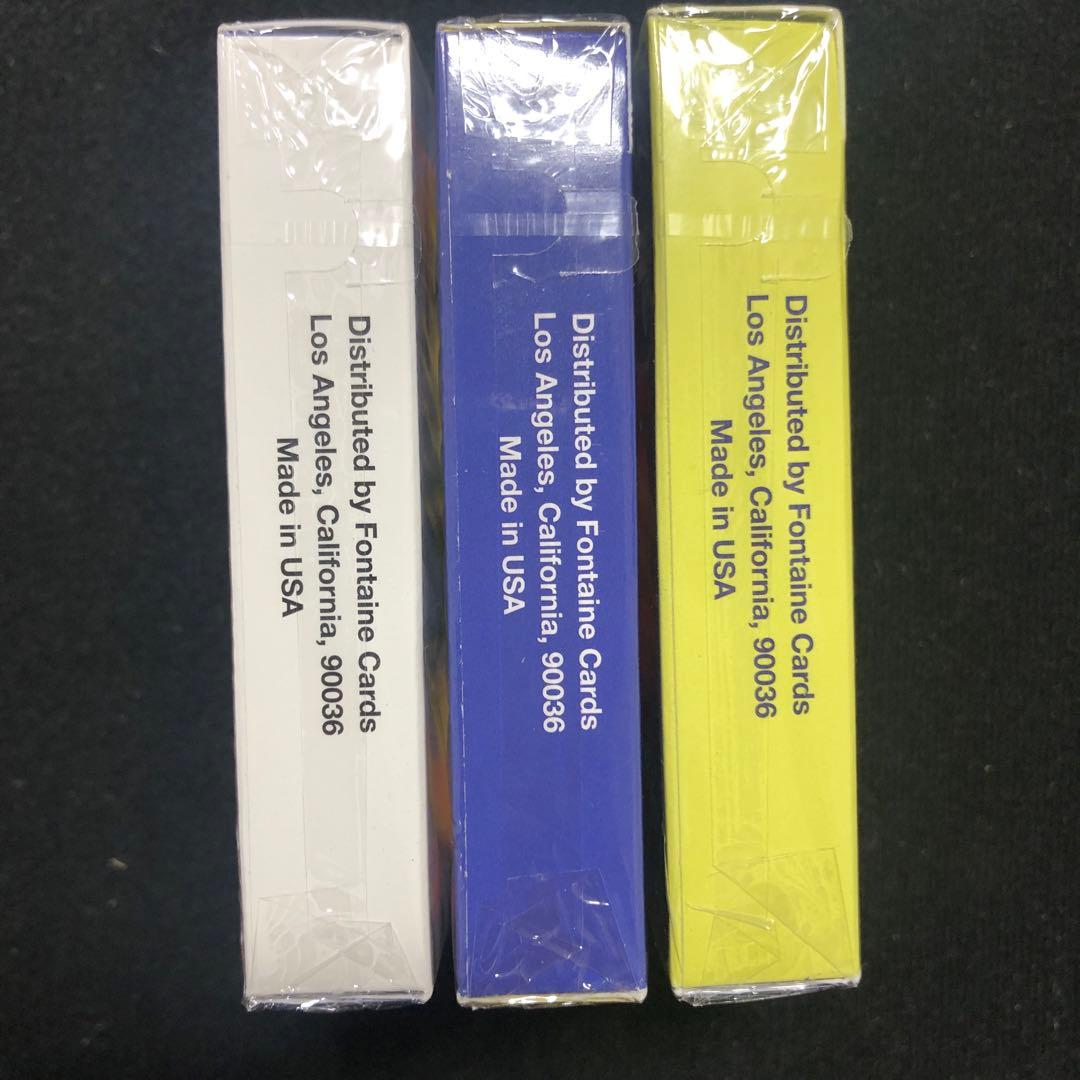 Distributed by Fontaine Cards
Los Angeles, California, 90036
Made in USA
Distributed by Fontaine Cards
Los Angeles, California, 90036
Made in USA
Distributed by Fontaine Cards
Los Angeles, California, 90036
Made in USA